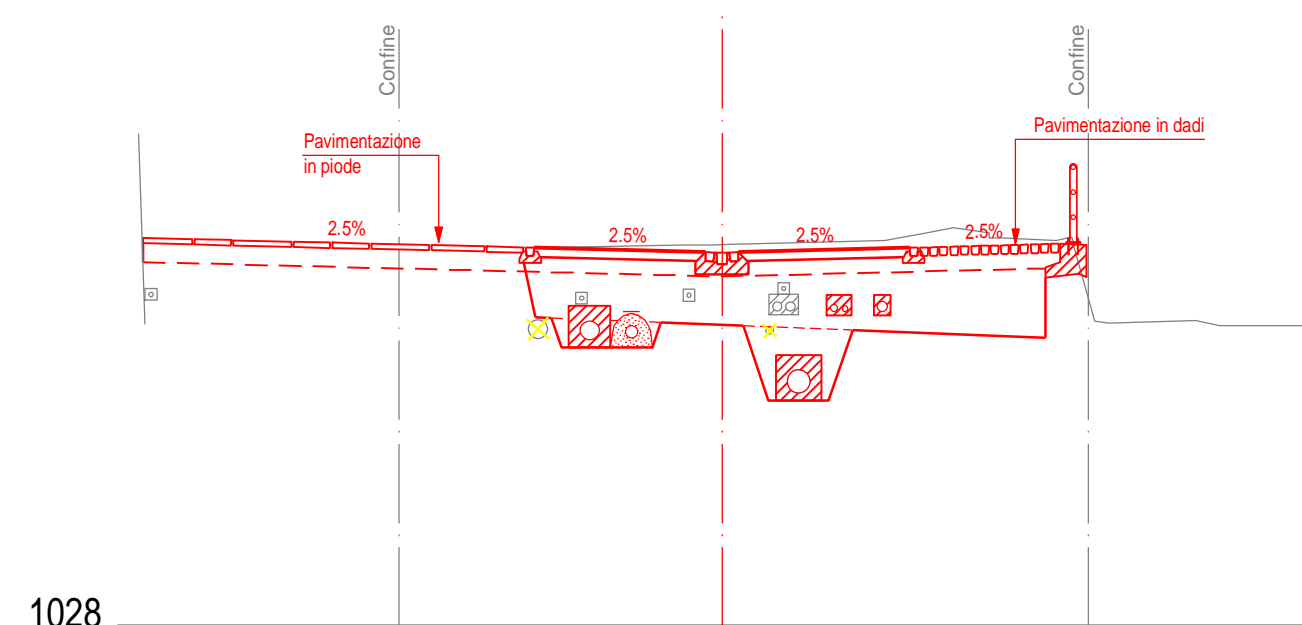 Confine
Confine
Pavimentazione in dadi
Pavimentazione
in piode
2.5%
2.5%
2.5%
2.5%
1028